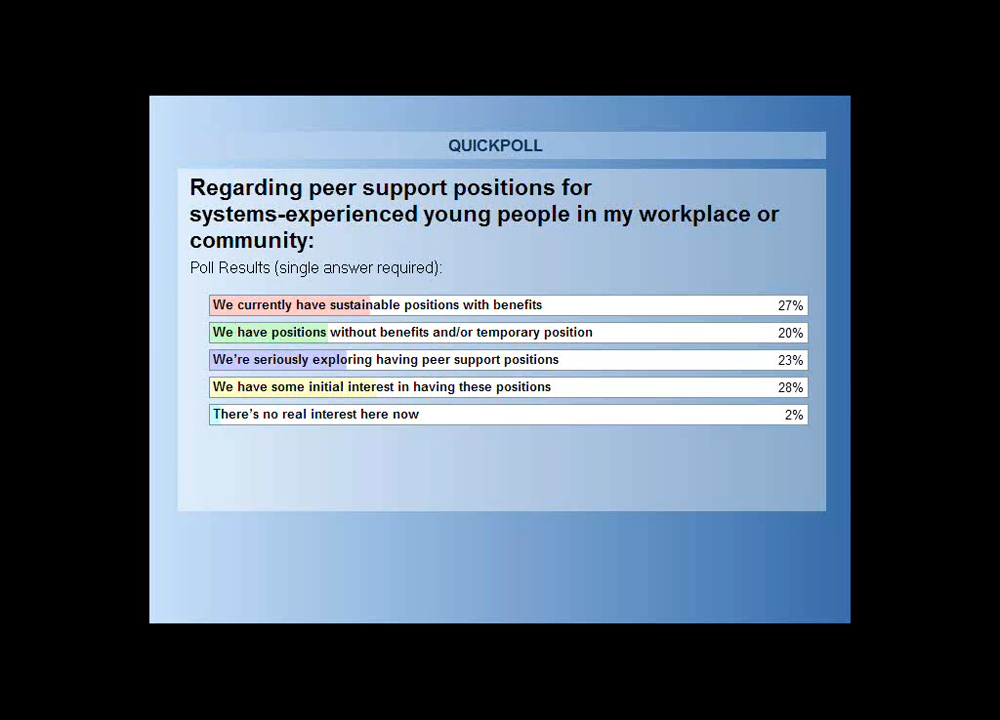 QUICKPOLL
Regarding peer support positions for
systems-experienced young people in my workplace or
community:
Poll Results (single answer required):
We currently have sustainable positions with benefits 27%
We have positions without benefits and/or temporary position 20%
We're seriously exploring having peer support positions 23%
We have some initial interest in having these positions 28%
There's no real interest here now 2%